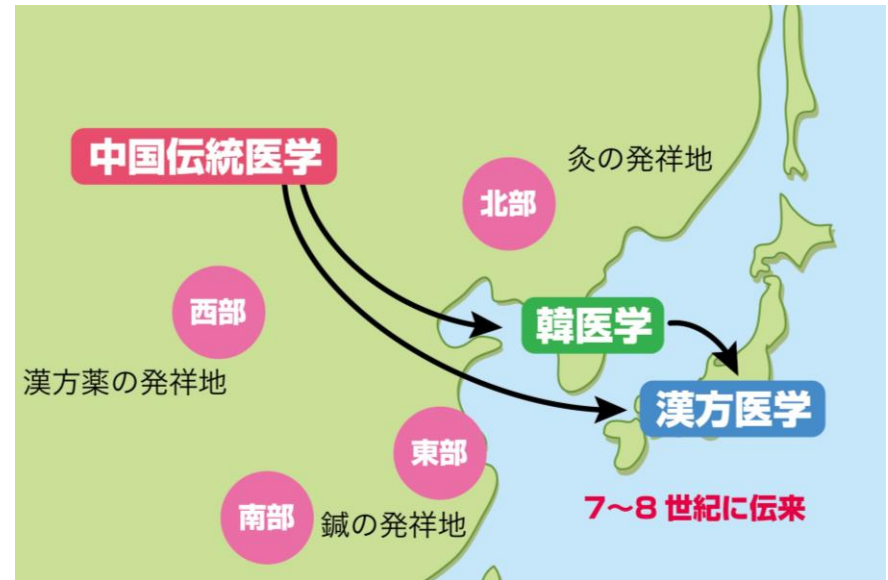 中国伝統医学
灸の発祥地
北部
西部
韓医学
漢方薬の発祥地
漢方医学
東部
7〜8世紀に伝来
南部
鍼の発祥地